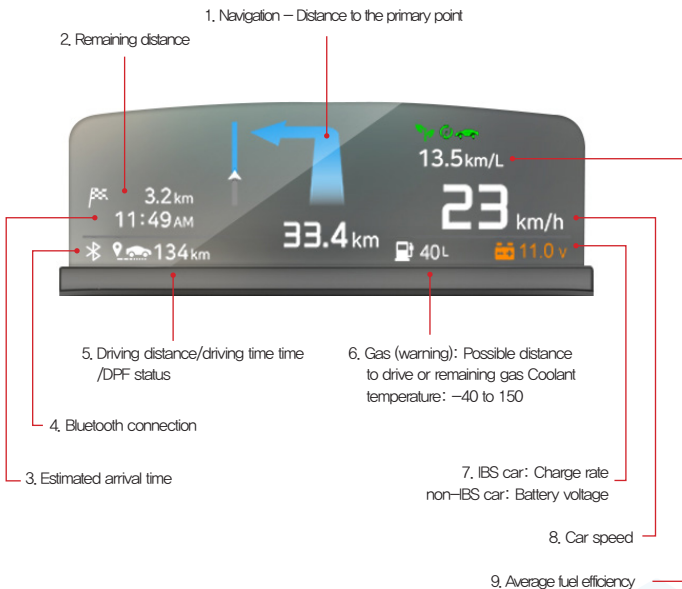 1. Navigation – Distance to the primary point
2. Remaining distance
13.5km/L
3.2km
11:49AM
23 km/h
33.4km
134km
40L
11.0 v
5. Driving distance/driving time time
/DPF status
6. Gas (warning): Possible distance
to drive or remaining gas Coolant
temperature: –40 to 150
4. Bluetooth connection
3. Estimated arrival time
7. IBS car: Charge rate
non–IBS car: Battery voltage
8. Car speed
9. Average fuel efficiency